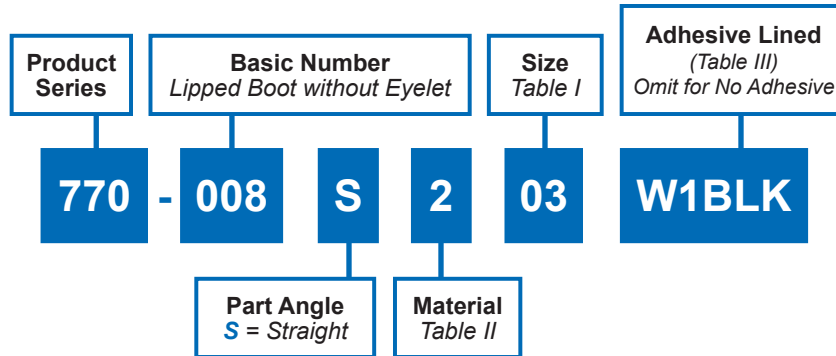 Product
Series
Basic Number
Lipped Boot without Eyelet
Size
Table I
Adhesive Lined
(Table III)
Omit for No Adhesive
770 - 008 S 2 03 W1BLK
Part Angle
S = Straight
Material
Table II